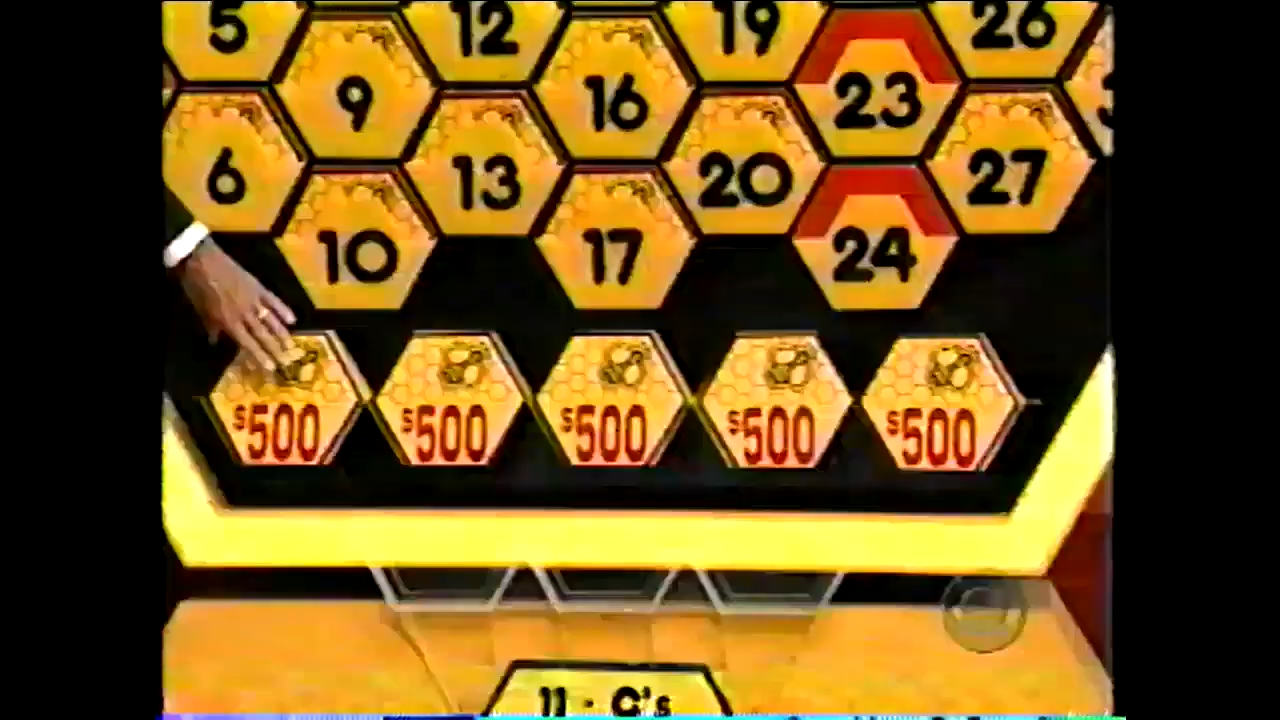 5 12 19 26
9 16 23
6 13 20 27
10 17 24
$500 $500 $500 $500 $500
11 - C's